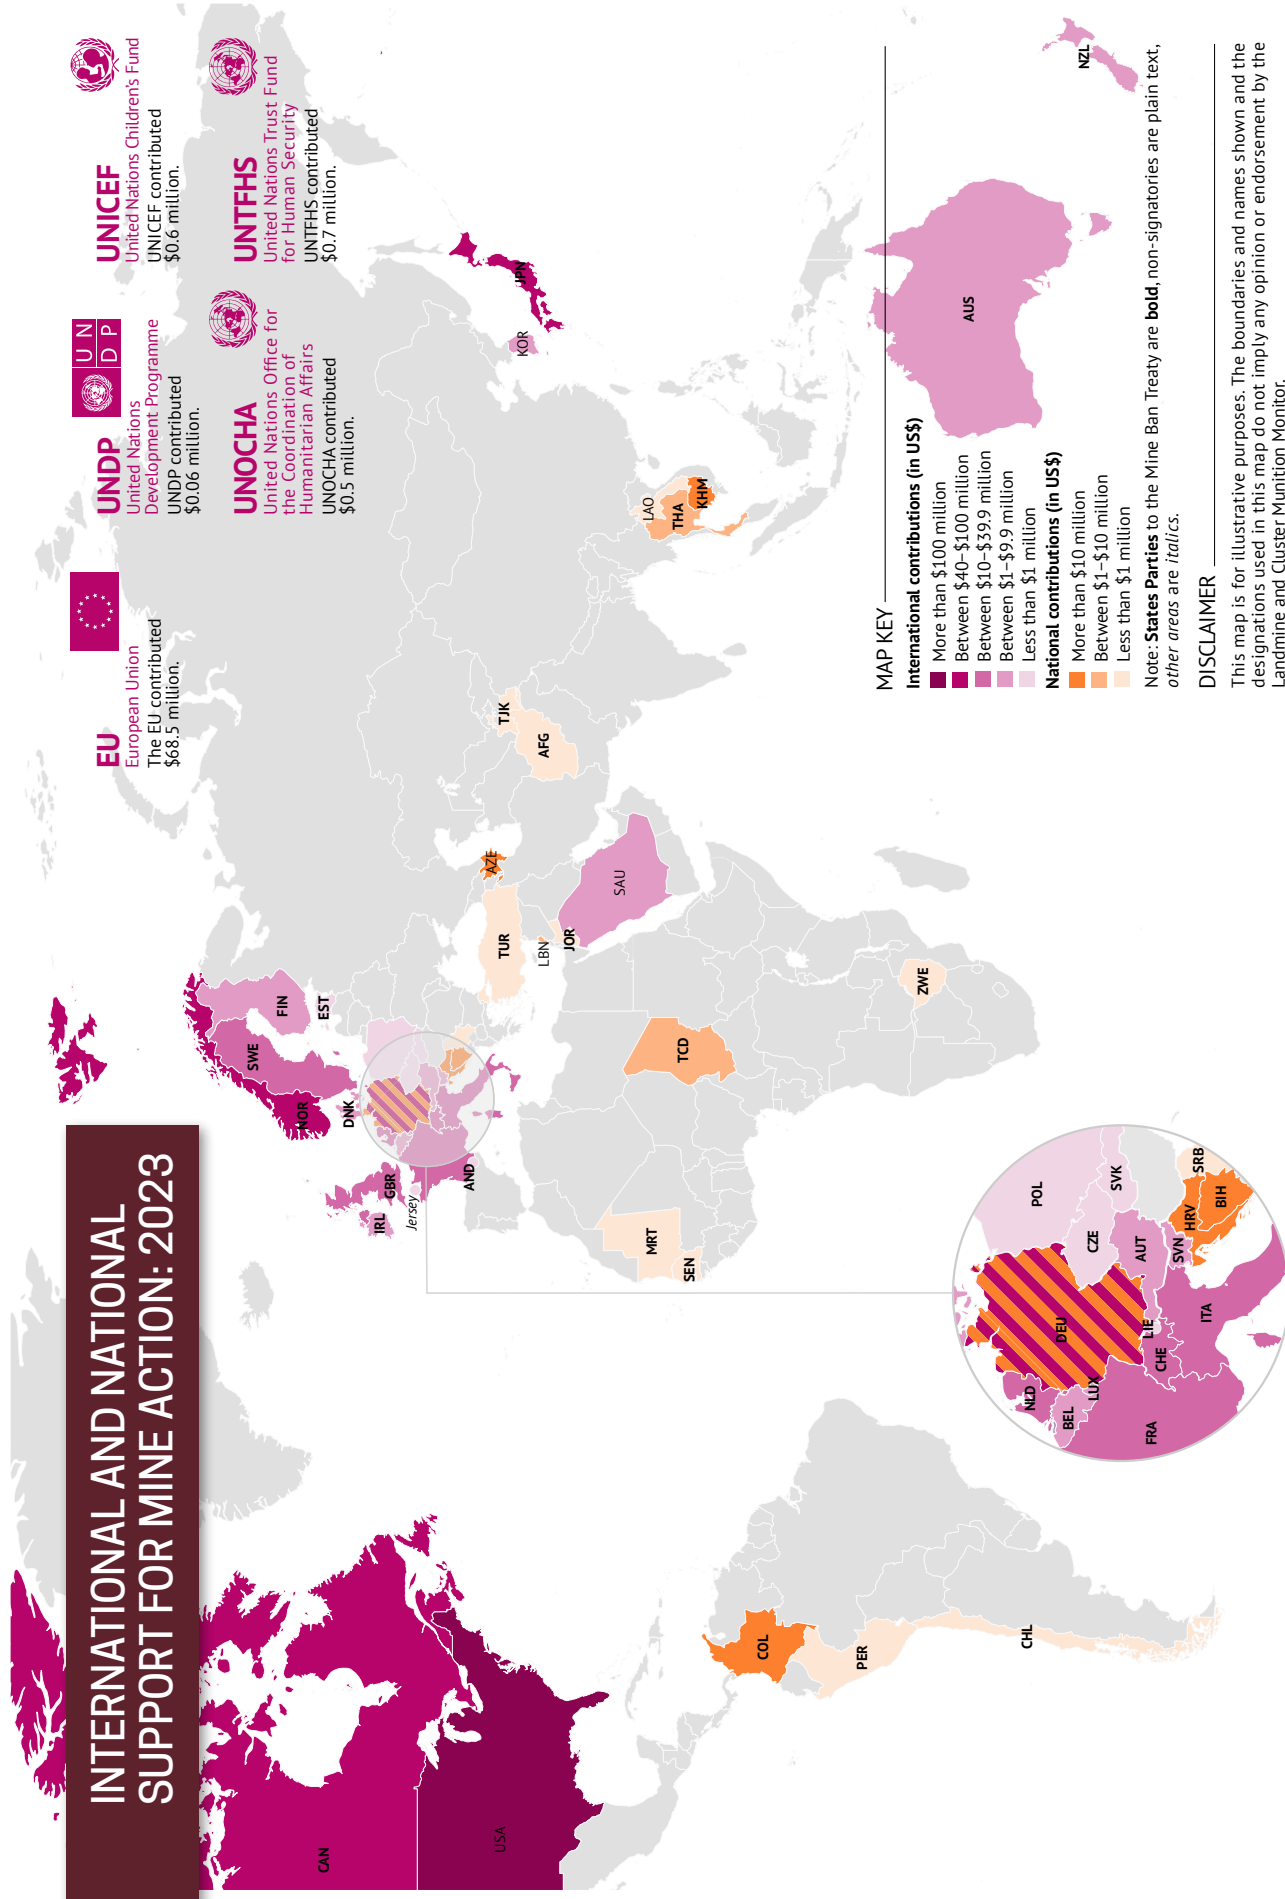 INTERNATIONAL AND NATIONAL
SUPPORT FOR MINE ACTION: 2023
EU
European Union
The EU contributed
$68.5 million.
UNDP
United Nations
Development Programme
UNDP contributed
$0.06 million.
U N
D P
UNICEF
United Nations Children's Fund
UNICEF contributed
$0.6 million.
UNOCHA
United Nations Office for
the Coordination of
Humanitarian Affairs
UNOCHA contributed
$0.5 million.
UNTFHS
United Nations Trust Fund
for Human Security
UNTFHS contributed
$0.7 million.
CAN
USA
COL
PER
CHL
NOR
SWE
FIN
EST
DNK
GBR
IRL
Jersey
AND
TUR
AZE
LBN
JOR
SAU
TJK
AFG
MRT
SEN
TCD
ZWE
LAO
THA
KHM
KOR
JPN
AUS
NZL
POL
SVK
CZE
AUT
SVN
HRV
SRB
BIH
DEU
LIE
CHE
ITA
NLD
BEL
LUX
FRA
MAP KEY
International contributions (in US$)
More than $100 million
Between $40–$100 million
Between $10–$39.9 million
Between $1–$9.9 million
Less than $1 million
National contributions (in US$)
More than $10 million
Between $1–$10 million
Less than $1 million
Note: States Parties to the Mine Ban Treaty are bold, non-signatories are plain text,
other areas are italics.
DISCLAIMER
This map is for illustrative purposes. The boundaries and names shown and the
designations used in this map do not imply any opinion or endorsement by the
Landmine and Cluster Munition Monitor.